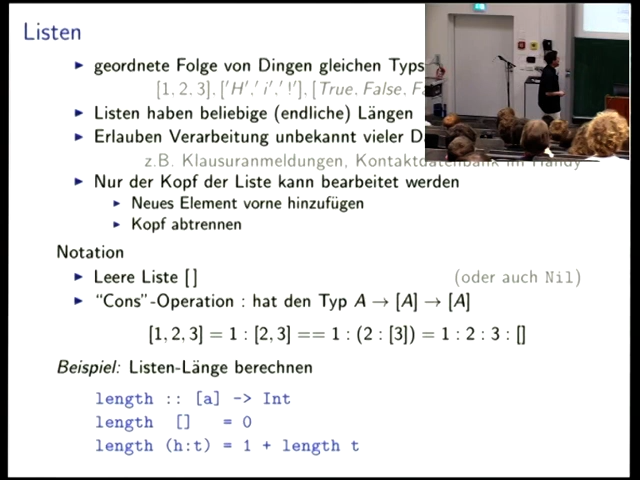 Listen
▸ geordnete Folge von Dingen gleichen Typs
[1, 2, 3], ['H',' i',' !'], [True, False,
▸ Listen haben beliebige (endliche) Längen
▸ Erlauben Verarbeitung unbekannt vieler
z.B. Klausuranmeldungen, Kontaktdatenbank im Handy
▸ Nur der Kopf der Liste kann bearbeitet werden
▸ Neues Element vorne hinzufügen
▸ Kopf abtrennen
Notation
▸ Leere Liste [] (oder auch Nil)
▸ “Cons”-Operation : hat den Typ A → [A] → [A]
[1, 2, 3] = 1 : [2, 3] == 1 : (2 : [3]) = 1 : 2 : 3 : []
Beispiel: Listen-Länge berechnen
length :: [a] -> Int
length [] = 0
length (h:t) = 1 + length t